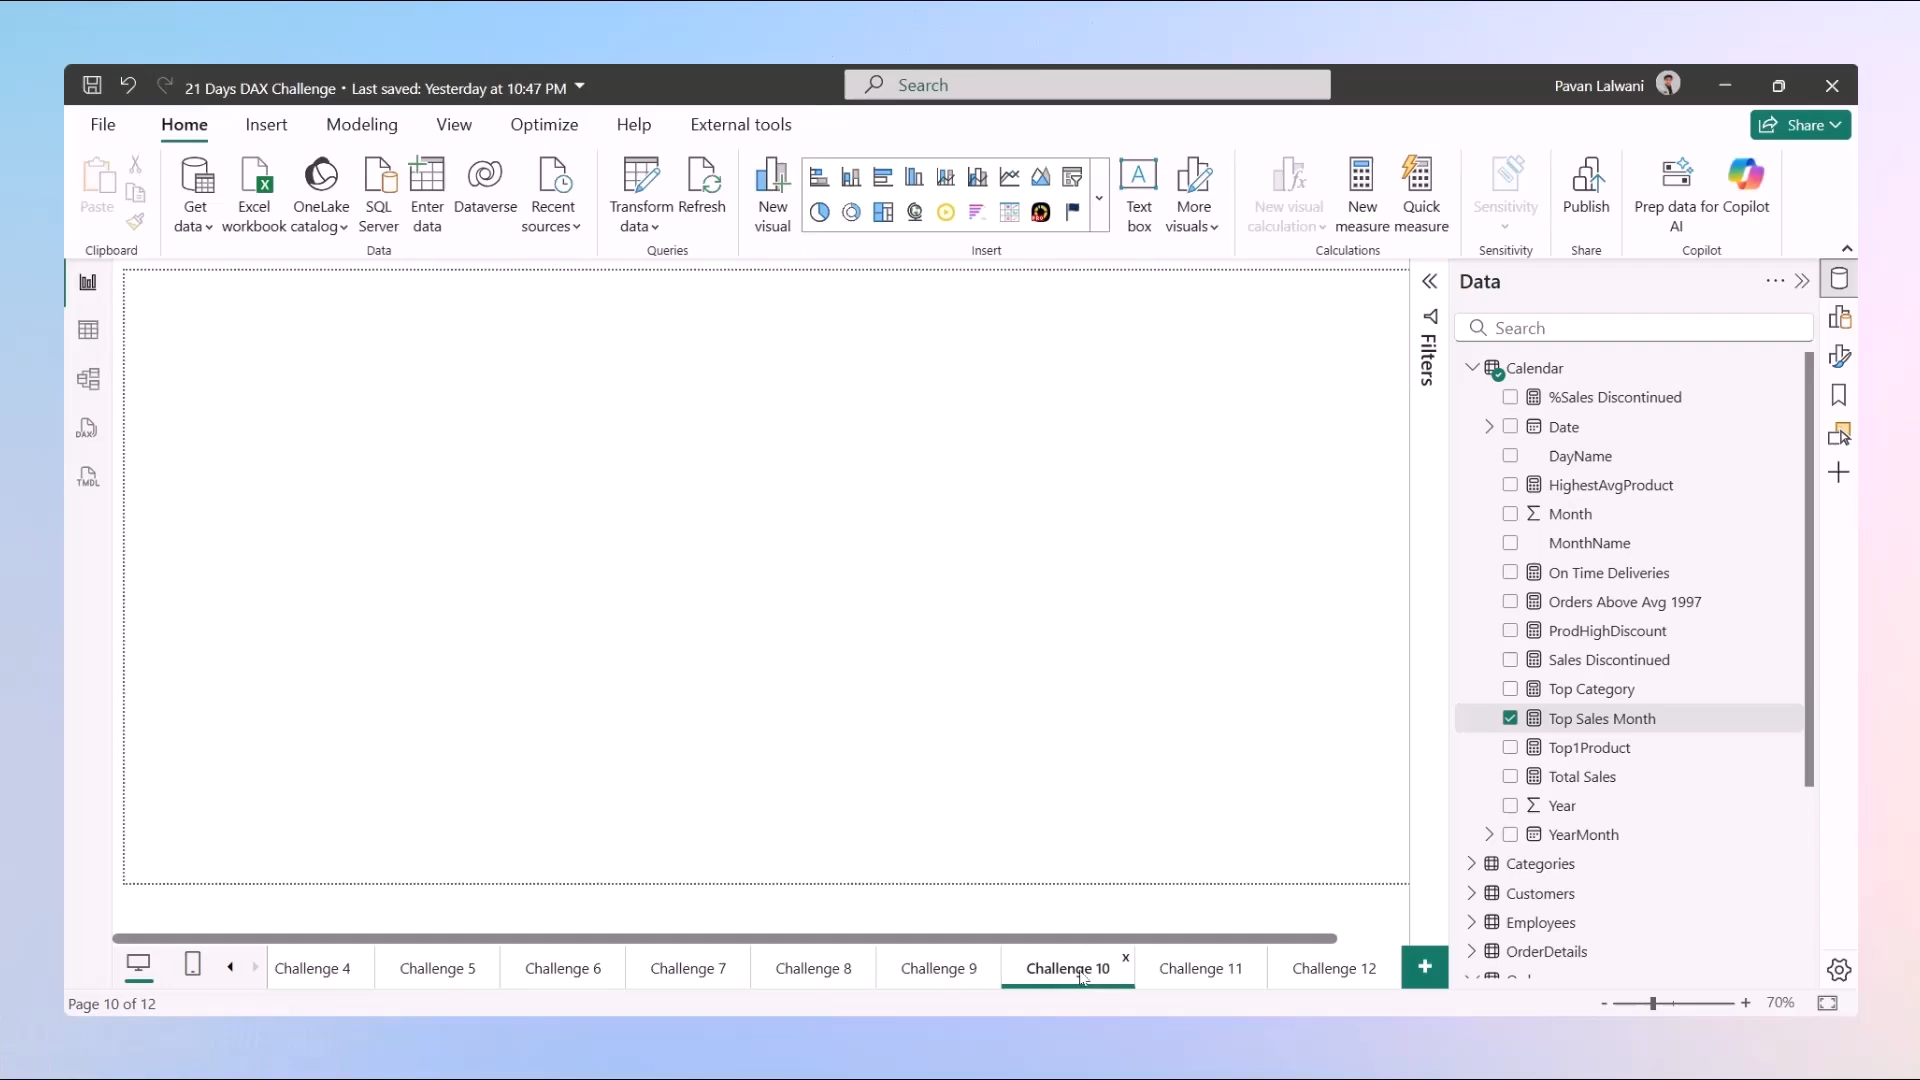 21 Days DAX Challenge • Last saved: Yesterday at 10:47 PM
Search
Pavan Lalwani
File
Home
Insert
Modeling
View
Optimize
Help
External tools
Share
Paste
Clipboard
Get data
Excel workbook
OneLake catalog
SQL Server
Enter data
Dataverse
Recent sources
Data
Transform data
Refresh
Queries
New visual
A
Text box
More visuals
Insert
New visual calculation
New measure
Quick measure
Calculations
Sensitivity
Sensitivity
Publish
Share
Prep data for AI
Copilot
Copilot
DAX
TMDL
Filters
Data
Search
Calendar
%Sales Discontinued
Date
DayName
HighestAvgProduct
Month
MonthName
On Time Deliveries
Orders Above Avg 1997
ProdHighDiscount
Sales Discontinued
Top Category
Top Sales Month
Top1Product
Total Sales
Year
YearMonth
Categories
Customers
Employees
OrderDetails
Challenge 4
Challenge 5
Challenge 6
Challenge 7
Challenge 8
Challenge 9
Challenge 10
x
Challenge 11
Challenge 12
Page 10 of 12
- + 70%